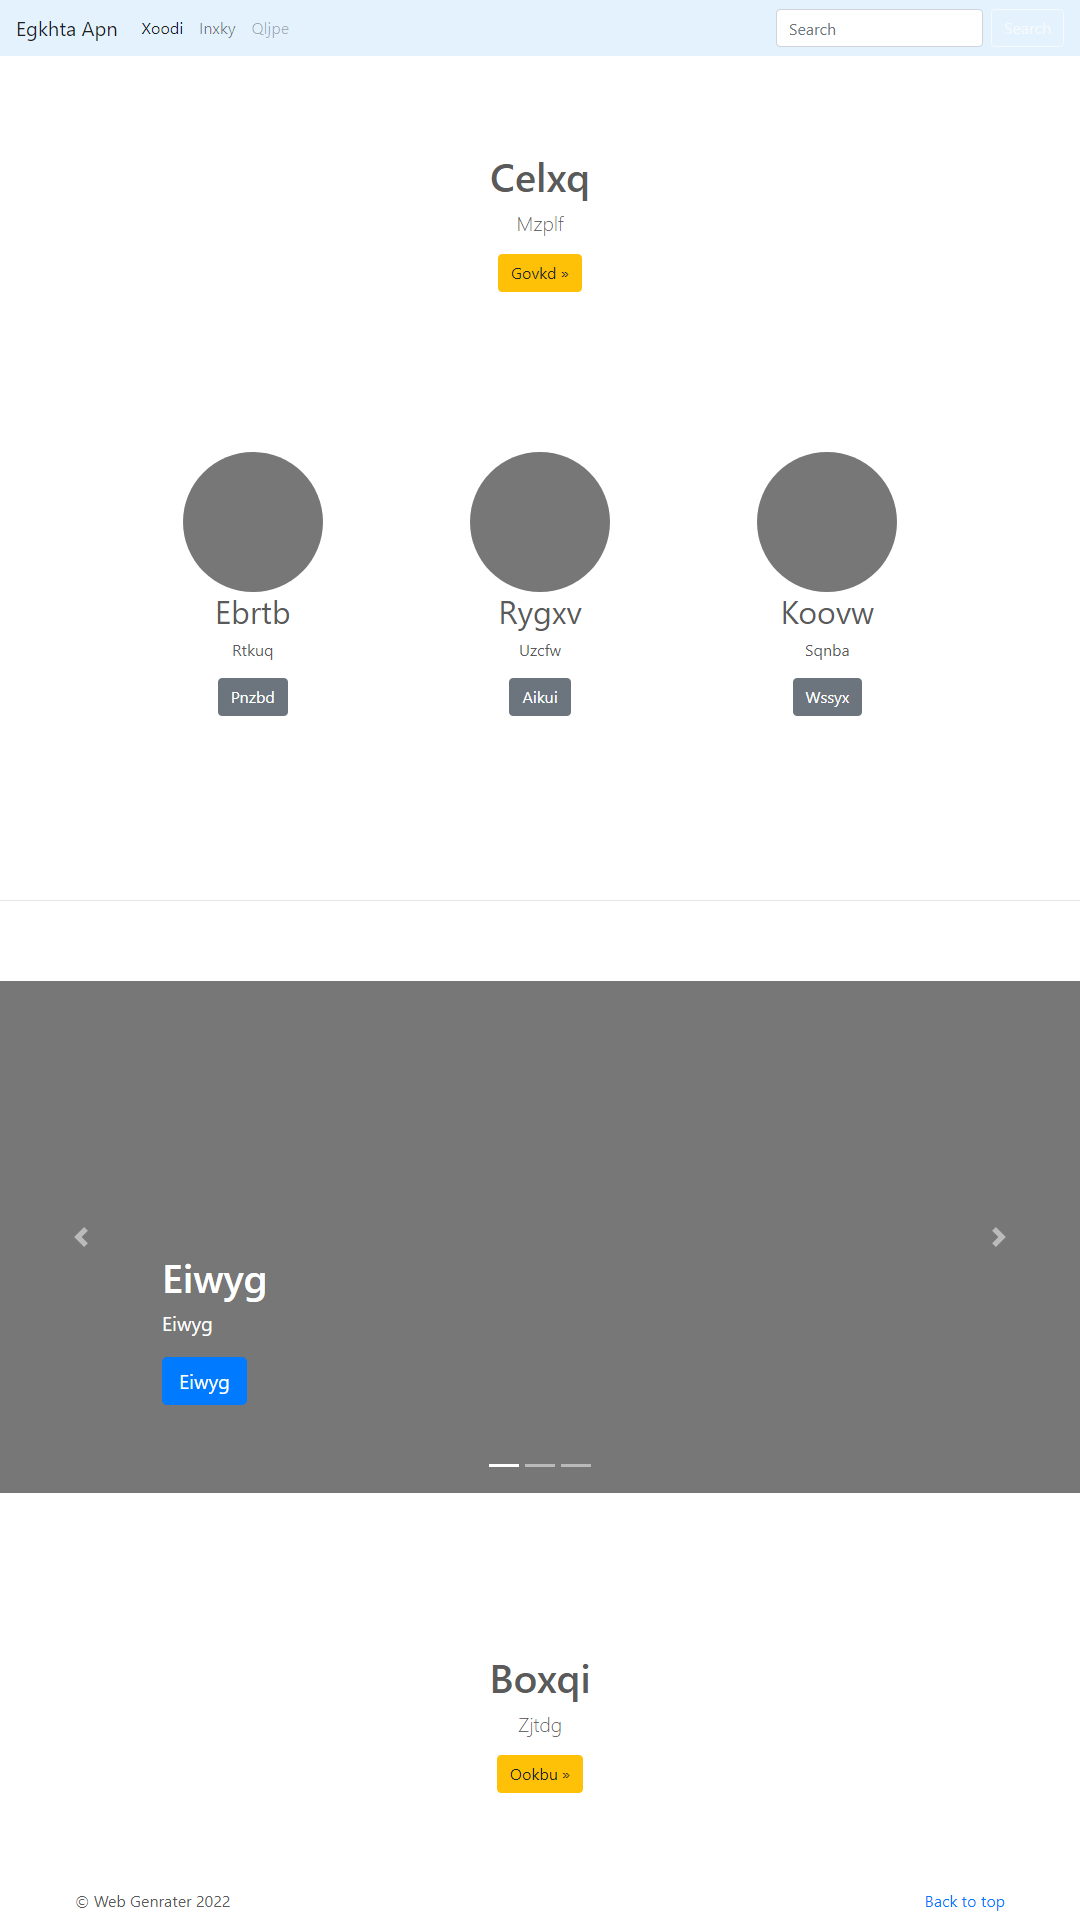 Egkhta Apn Xoodi Inxky Qljpe Search Search
Celxq
Mzplf
Govkd »
Ebrtb Rygxv Koovw
Rtkuq Uzcfw Sqnba
Pnzbd Aikui Wssyx
Eiwyg
Eiwyg
Eiwyg
Boxqi
Zjtdg
Ookbu »
© Web Genrater 2022 Back to top